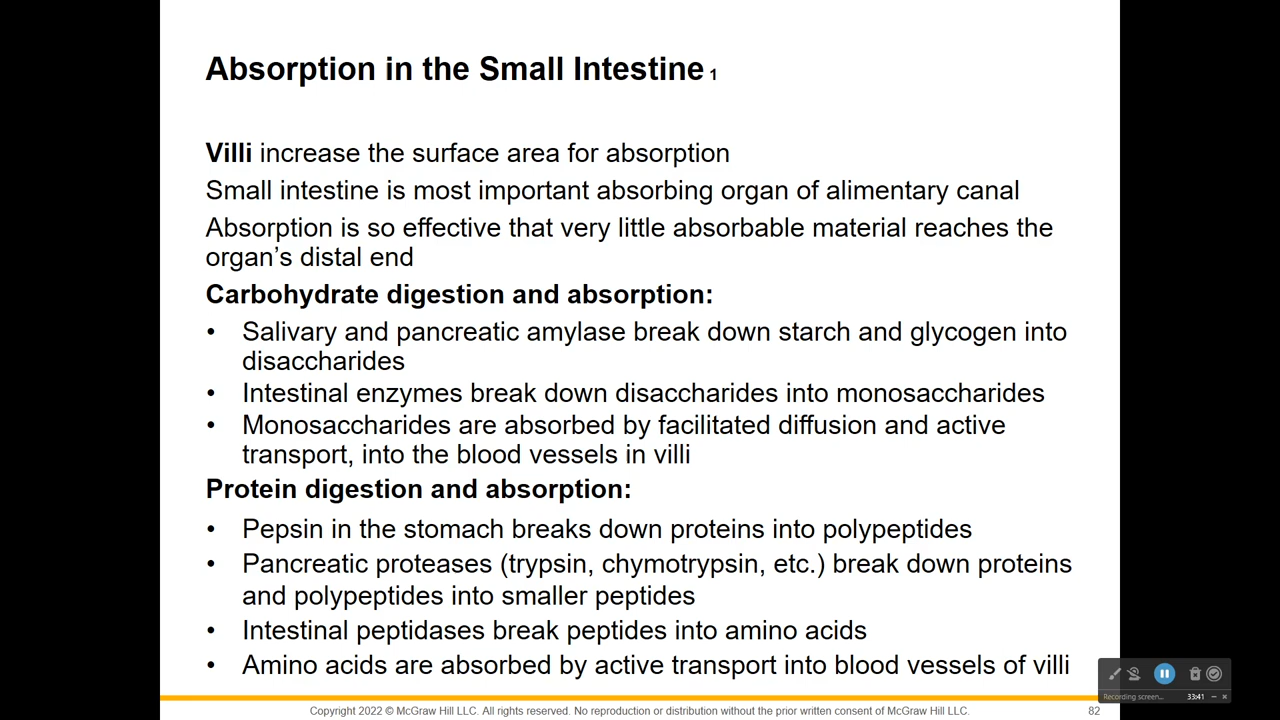 Absorption in the Small Intestine 1
Villi increase the surface area for absorption
Small intestine is most important absorbing organ of alimentary canal
Absorption is so effective that very little absorbable material reaches the
organ’s distal end
Carbohydrate digestion and absorption:
• Salivary and pancreatic amylase break down starch and glycogen into
disaccharides
• Intestinal enzymes break down disaccharides into monosaccharides
• Monosaccharides are absorbed by facilitated diffusion and active
transport, into the blood vessels in villi
Protein digestion and absorption:
• Pepsin in the stomach breaks down proteins into polypeptides
• Pancreatic proteases (trypsin, chymotrypsin, etc.) break down proteins
and polypeptides into smaller peptides
• Intestinal peptidases break peptides into amino acids
• Amino acids are absorbed by active transport into blood vessels of villi
Recording screen... 33:41
Copyright 2022 © McGraw Hill LLC. All rights reserved. No reproduction or distribution without the prior written consent of McGraw Hill LLC. 82